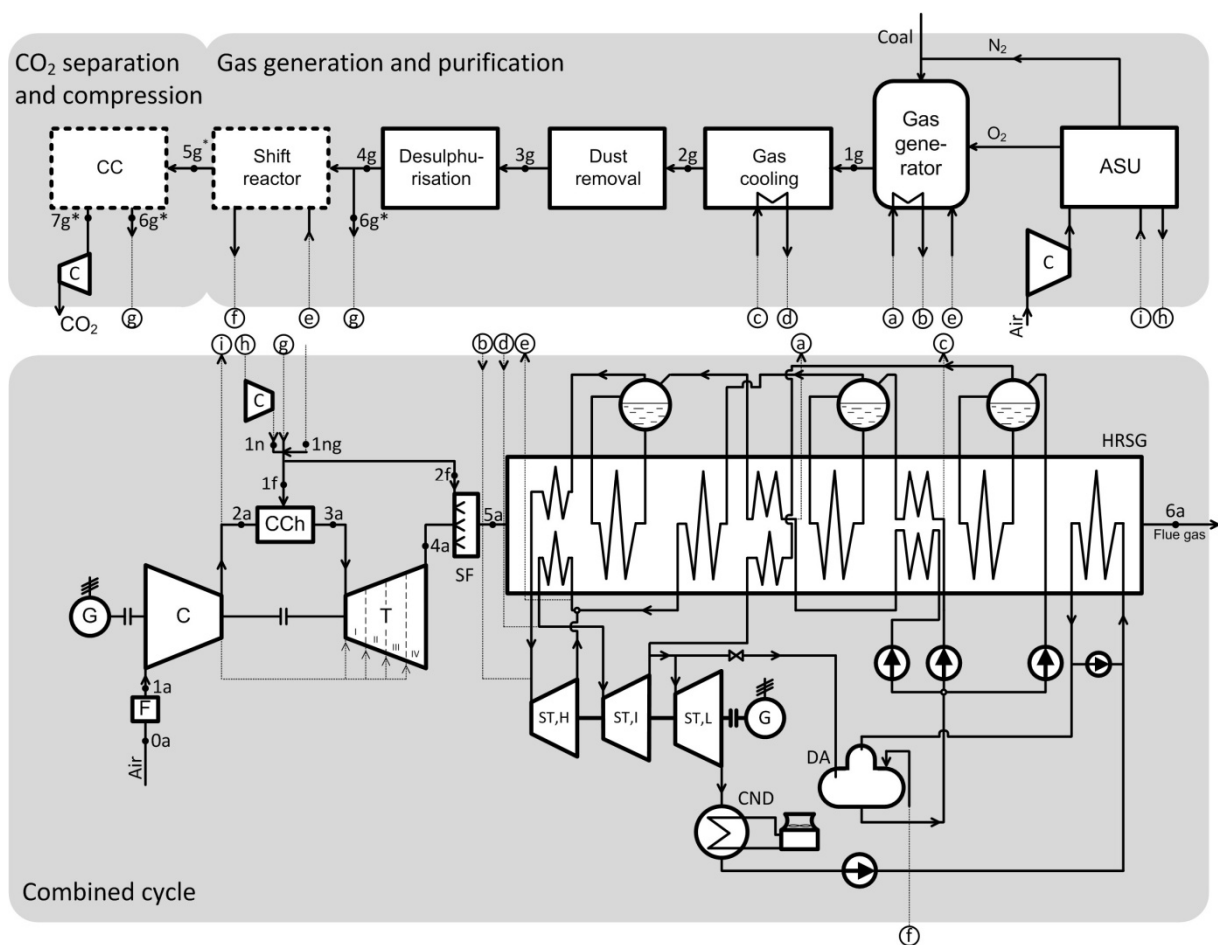 CO₂ separation
and compression
Gas generation and purification
Coal
N₂
O₂
CC
5g*
Shift
reactor
4g
Desulphu-
risation
3g
Dust
removal
2g
Gas
cooling
1g
Gas
gene-
rator
ASU
7g*
6g*
6g*
C
C
CO₂
Air
g
f
e
g
c
d
a
b
e
i
h
i
h
g
b
d
e
a
c
C
1n
1ng
HRSG
1f
2f
2a
CCh
3a
4a
SF
5a
6a
Flue gas
G
C
T
I
II
III
IV
F
1a
0a
Air
ST,H
ST,I
ST,L
G
DA
CND
f
Combined cycle